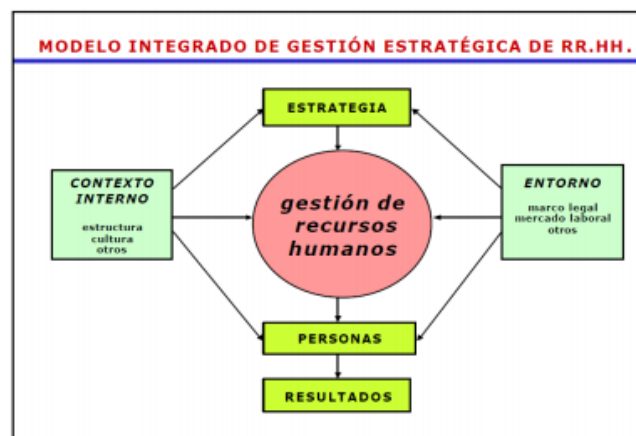 MODELO INTEGRADO DE GESTIÓN ESTRATÉGICA DE RR.HH.
ESTRATEGIA
CONTEXTO
INTERNO
estructura
cultura
otros
gestión de
recursos
humanos
ENTORNO
marco legal
mercado laboral
otros
PERSONAS
RESULTADOS